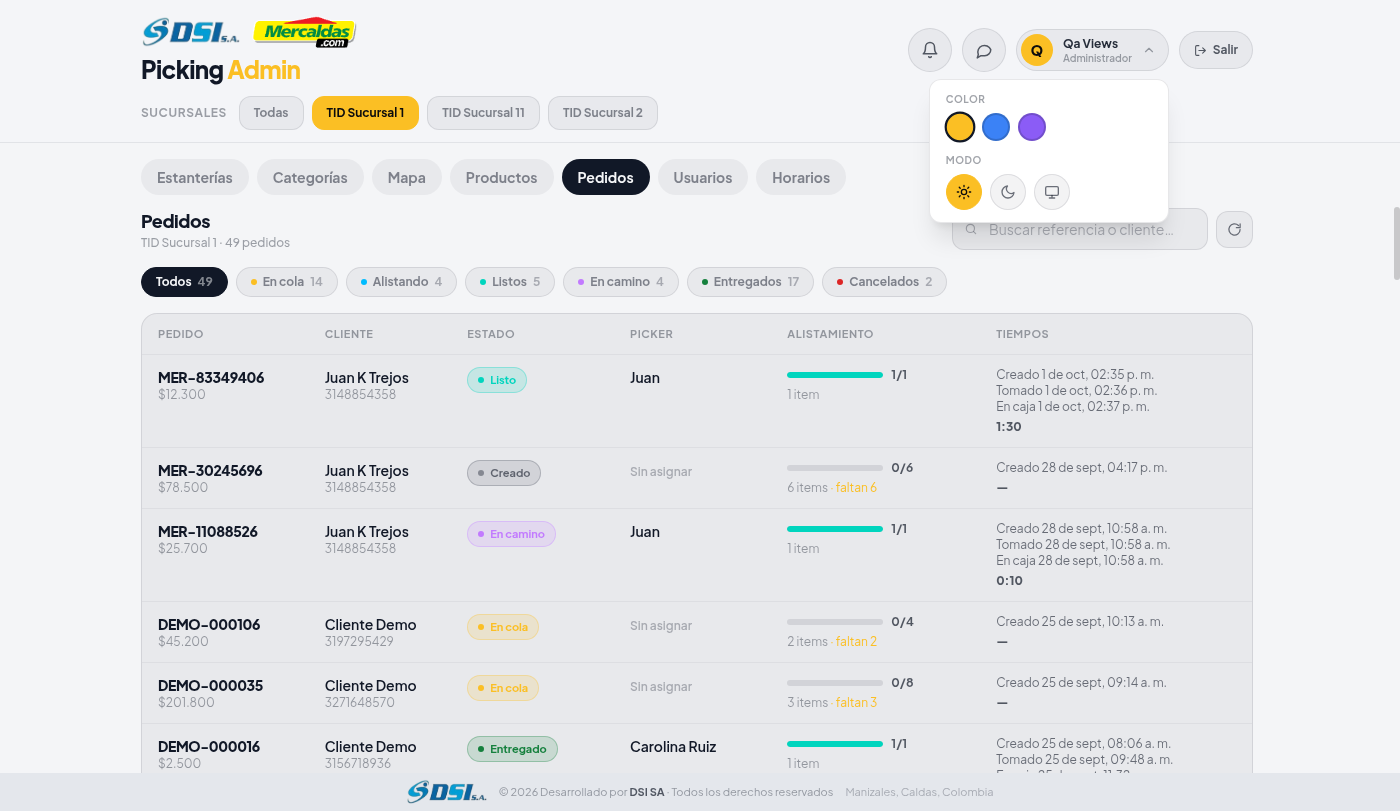 DSI S.A. Mercaldas .com
Picking Admin
Q Qa Views
Administrador
Salir
SUCURSALES Todas TID Sucursal 1 TID Sucursal 11 TID Sucursal 2
COLOR
MODO
Estanterías Categorías Mapa Productos Pedidos Usuarios Horarios
Pedidos
TID Sucursal 1 · 49 pedidos
Buscar referencia o cliente...
Todos 49 En cola 14 Alistando 4 Listos 5 En camino 4 Entregados 17 Cancelados 2
PEDIDO CLIENTE ESTADO PICKER ALISTAMIENTO TIEMPOS
MER-83349406 Juan K Trejos Listo Juan 1/1 Creado 1 de oct, 02:35 p. m.
$12.300 3148854358 1 item Tomado 1 de oct, 02:36 p. m.
En caja 1 de oct, 02:37 p. m.
1:30
MER-30245696 Juan K Trejos Creado Sin asignar 0/6 Creado 28 de sept, 04:17 p. m.
$78.500 3148854358 6 items · faltan 6 —
MER-11088526 Juan K Trejos En camino Juan 1/1 Creado 28 de sept, 10:58 a. m.
$25.700 3148854358 1 item Tomado 28 de sept, 10:58 a. m.
En caja 28 de sept, 10:58 a. m.
0:10
DEMO-000106 Cliente Demo En cola Sin asignar 0/4 Creado 25 de sept, 10:13 a. m.
$45.200 3197295429 2 items · faltan 2 —
DEMO-000035 Cliente Demo En cola Sin asignar 0/8 Creado 25 de sept, 09:14 a. m.
$201.800 3271648570 3 items · faltan 3 —
DEMO-000016 Cliente Demo Entregado Carolina Ruiz 1/1 Creado 25 de sept, 08:06 a. m.
$2.500 3156718936 1 item Tomado 25 de sept, 09:48 a. m.
DSI S.A. © 2026 Desarrollado por DSI SA · Todos los derechos reservados Manizales, Caldas, Colombia